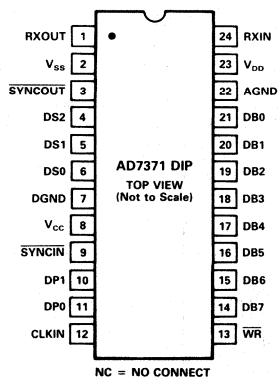 RXOUT 1 24 RXIN
VSS 2 23 VDD
SYNCOUT 3 22 AGND
DS2 4 21 DB0
DS1 5 20 DB1
DS0 6 19 DB2
DGND 7 18 DB3
VCC 8 17 DB4
SYNCIN 9 16 DB5
DP1 10 15 DB6
DP0 11 14 DB7
CLKIN 12 13 WR
AD7371 DIP
TOP VIEW
(Not to Scale)
NC = NO CONNECT